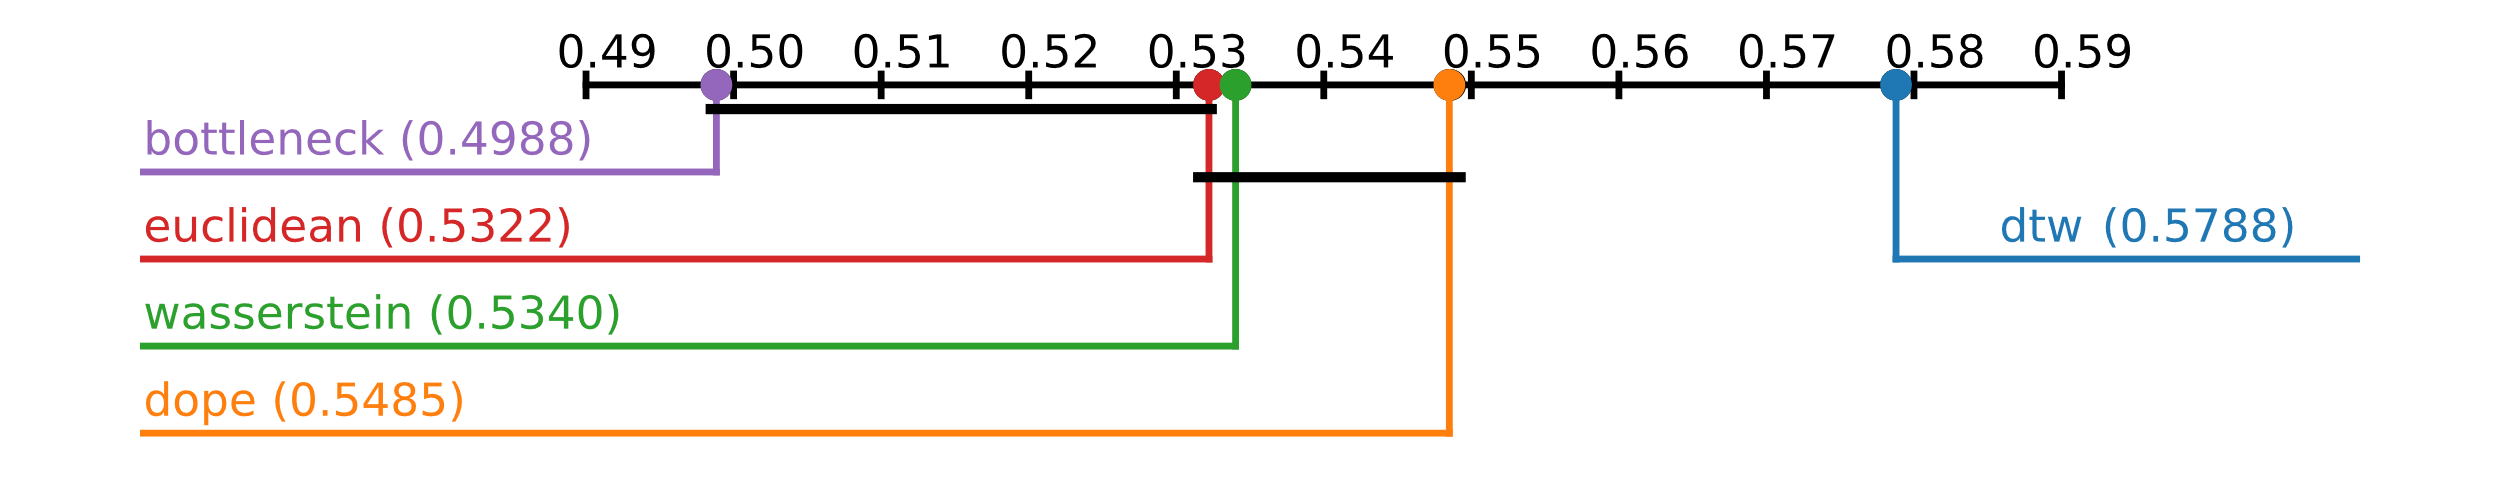 0.49 0.50 0.51 0.52 0.53 0.54 0.55 0.56 0.57 0.58 0.59
bottleneck (0.4988)
euclidean (0.5322)
dtw (0.5788)
wasserstein (0.5340)
dope (0.5485)